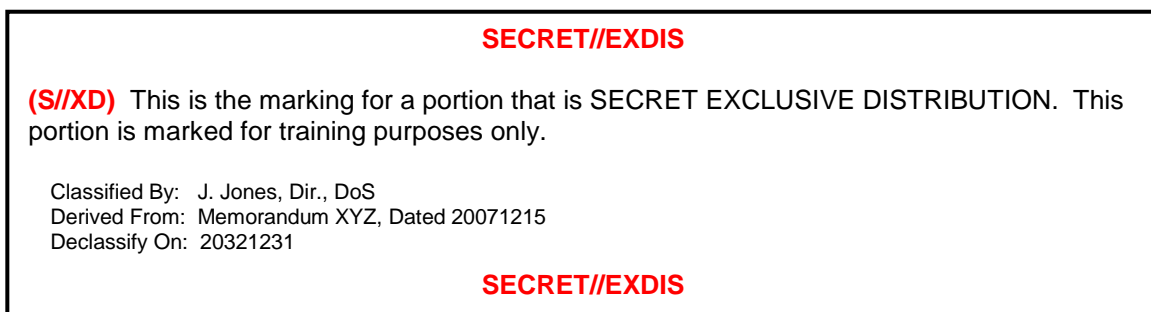 SECRET//EXDIS
(S//XD) This is the marking for a portion that is SECRET EXCLUSIVE DISTRIBUTION. This
portion is marked for training purposes only.
Classified By: J. Jones, Dir., DoS
Derived From: Memorandum XYZ, Dated 20071215
Declassify On: 20321231
SECRET//EXDIS